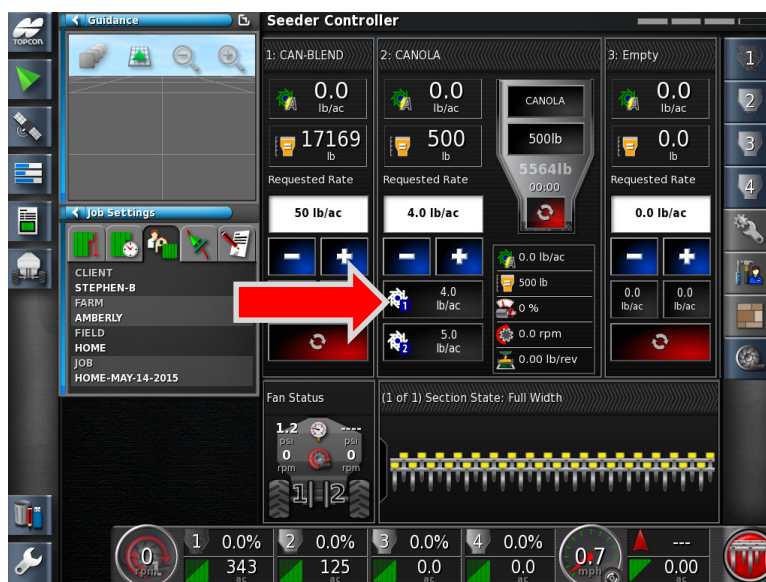 TOPCON
Guidance
Seeder Controller
1: CAN-BLEND
0.0
lb/ac
17169
lb
Requested Rate
50 lb/ac
2: CANOLA
0.0
lb/ac
500
lb
Requested Rate
4.0 lb/ac
1
4.0
lb/ac
2
5.0
lb/ac
CANOLA
500lb
5564lb
00:00
0.0 lb/ac
500 lb
0 %
0.0 rpm
0.00 lb/rev
3: Empty
0.0
lb/ac
0.0
lb
Requested Rate
0.0 lb/ac
0.0
lb/ac
0.0
lb/ac
1
2
3
4
Job Settings
CLIENT
STEPHEN-B
FARM
AMBERLY
FIELD
HOME
JOB
HOME-MAY-14-2015
Fan Status
1.2
psi
0
rpm
----
psi
0
rpm
1 2
(1 of 1) Section State: Full Width
0
rpm
1 0.0%
343
ac
2 0.0%
125
ac
3 0.0%
0.0
ac
4 0.0%
0.0
ac
0.7
mph
---
0.00
ac